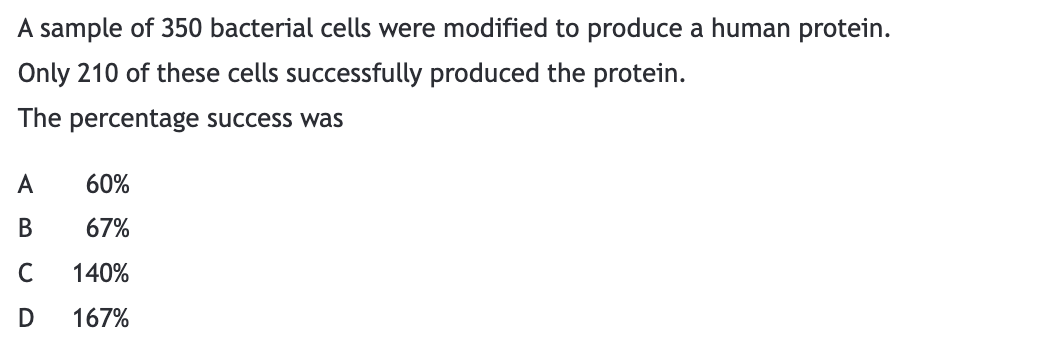 A sample of 350 bacterial cells were modified to produce a human protein.
Only 210 of these cells successfully produced the protein.
The percentage success was
A 60%
B 67%
C 140%
D 167%